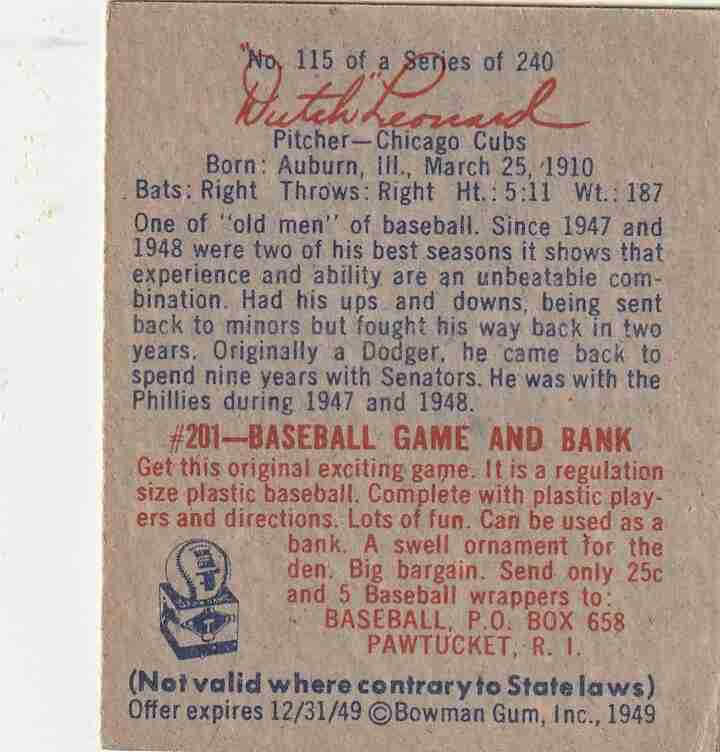 No. 115 of a Series of 240
"Dutch" Leonard
Pitcher—Chicago Cubs
Born: Auburn, Ill., March 25, 1910
Bats: Right Throws: Right Ht.: 5:11 Wt.: 187
One of "old men" of baseball. Since 1947 and
1948 were two of his best seasons it shows that
experience and ability are an unbeatable com-
bination. Had his ups and downs, being sent
back to minors but fought his way back in two
years. Originally a Dodger, he came back to
spend nine years with Senators. He was with the
Phillies during 1947 and 1948.
#201—BASEBALL GAME AND BANK
Get this original exciting game. It is a regulation
size plastic baseball. Complete with plastic play-
ers and directions. Lots of fun. Can be used as a
bank. A swell ornament for the
den. Big bargain. Send only 25c
and 5 Baseball wrappers to:
BASEBALL, P.O. BOX 658
PAWTUCKET, R. I.
(Not valid where contrary to State laws)
Offer expires 12/31/49 ©Bowman Gum, Inc., 1949